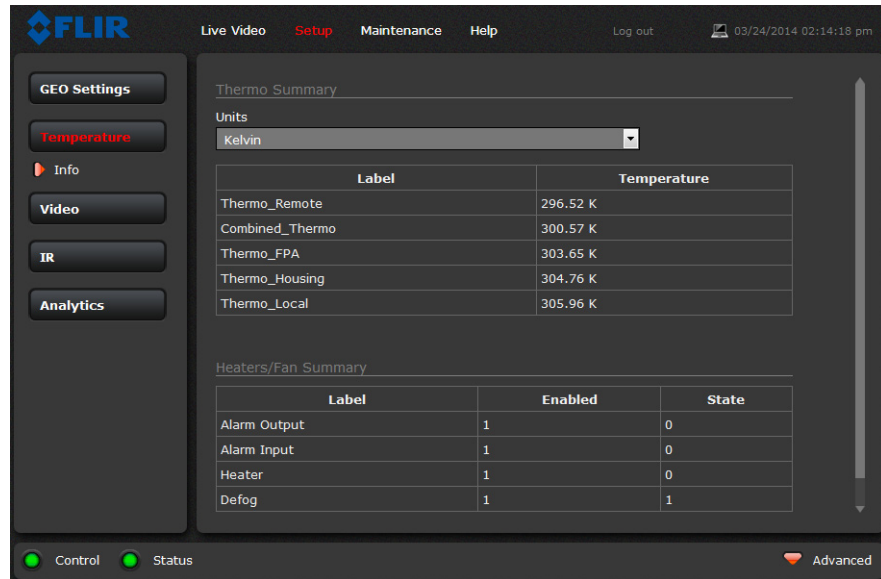 FLIR Live Video Setup Maintenance Help Log out 03/24/2014 02:14:18 pm
GEO Settings
Temperature
Info
Video
IR
Analytics
Thermo Summary
Units
Kelvin
Label Temperature
Thermo_Remote 296.52 K
Combined_Thermo 300.57 K
Thermo_FPA 303.65 K
Thermo_Housing 304.76 K
Thermo_Local 305.96 K
Heaters/Fan Summary
Label Enabled State
Alarm Output 1 0
Alarm Input 1 0
Heater 1 0
Defog 1 1
Control Status Advanced